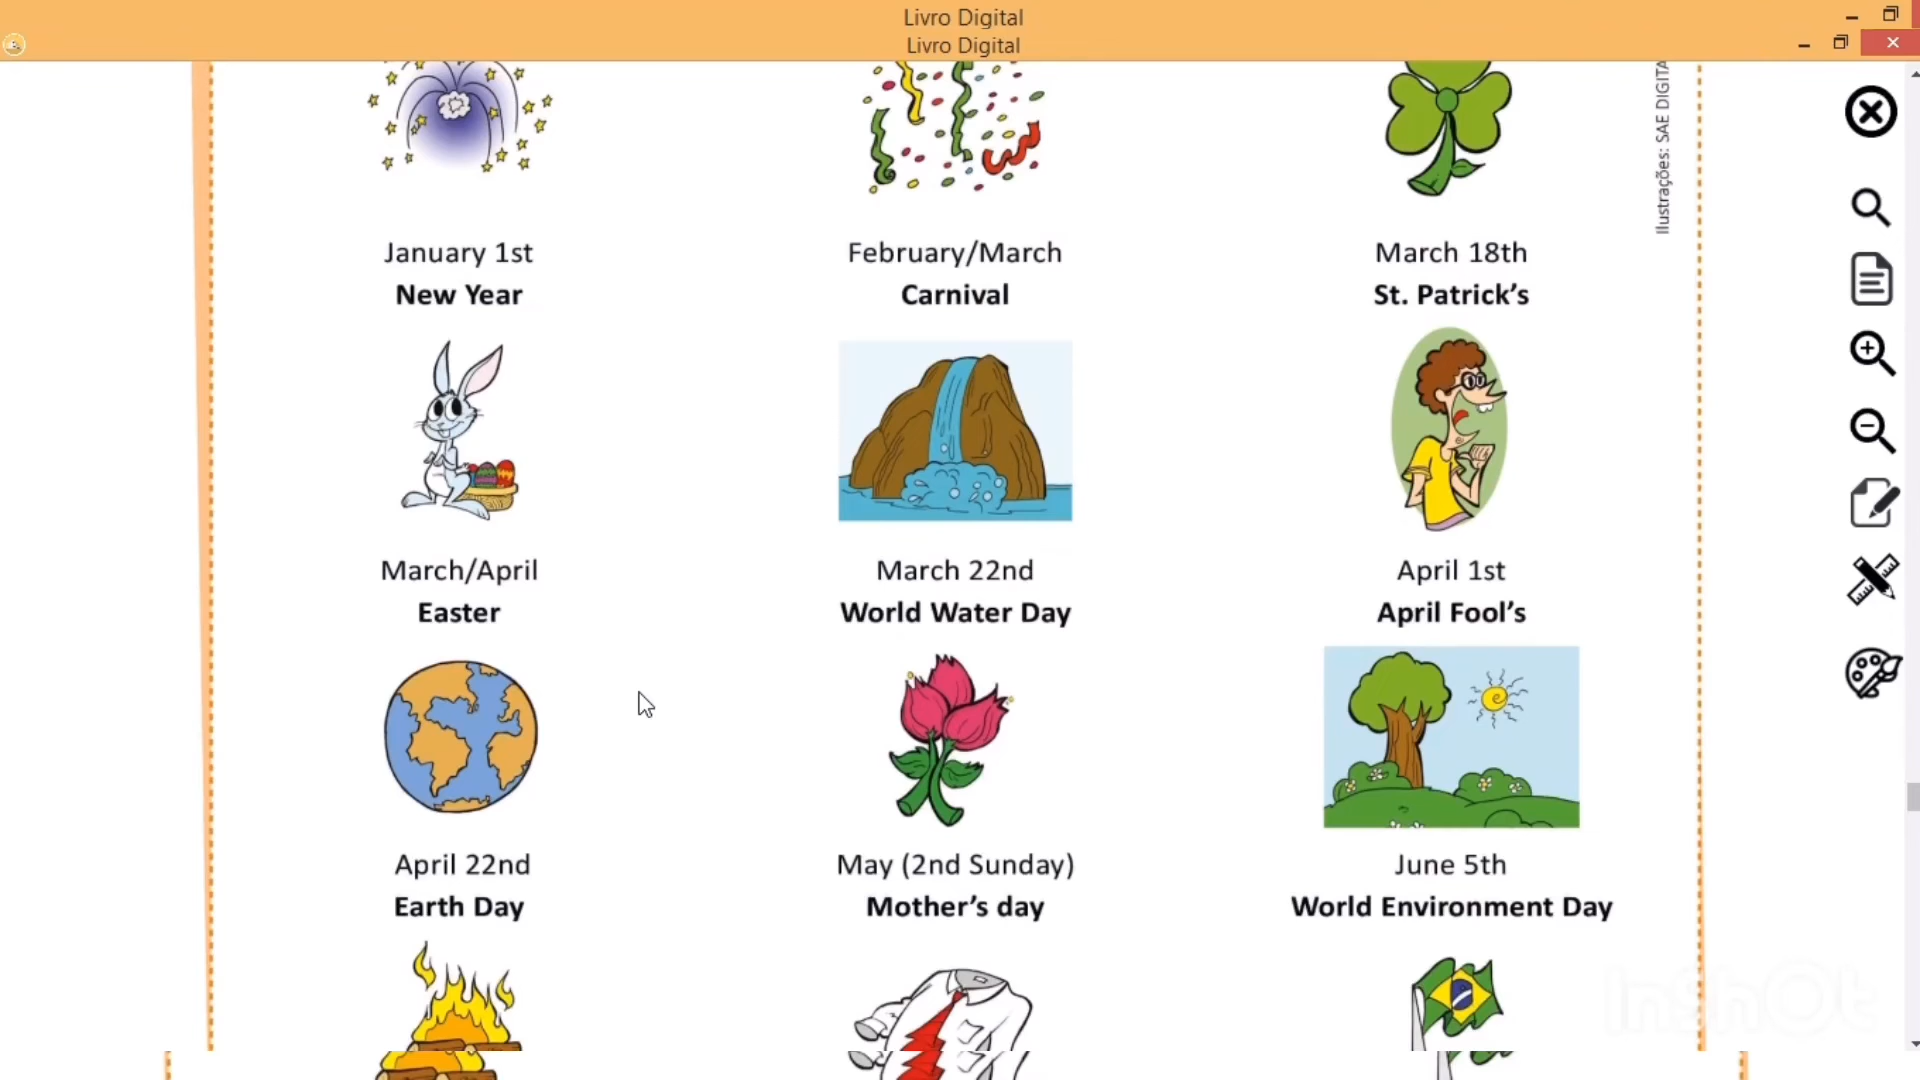 Livro Digital
Livro Digital
Ilustrações: SAE DIGITA
January 1st
New Year
February/March
Carnival
March 18th
St. Patrick's
March/April
Easter
March 22nd
World Water Day
April 1st
April Fool's
April 22nd
Earth Day
May (2nd Sunday)
Mother's day
June 5th
World Environment Day
InShOt